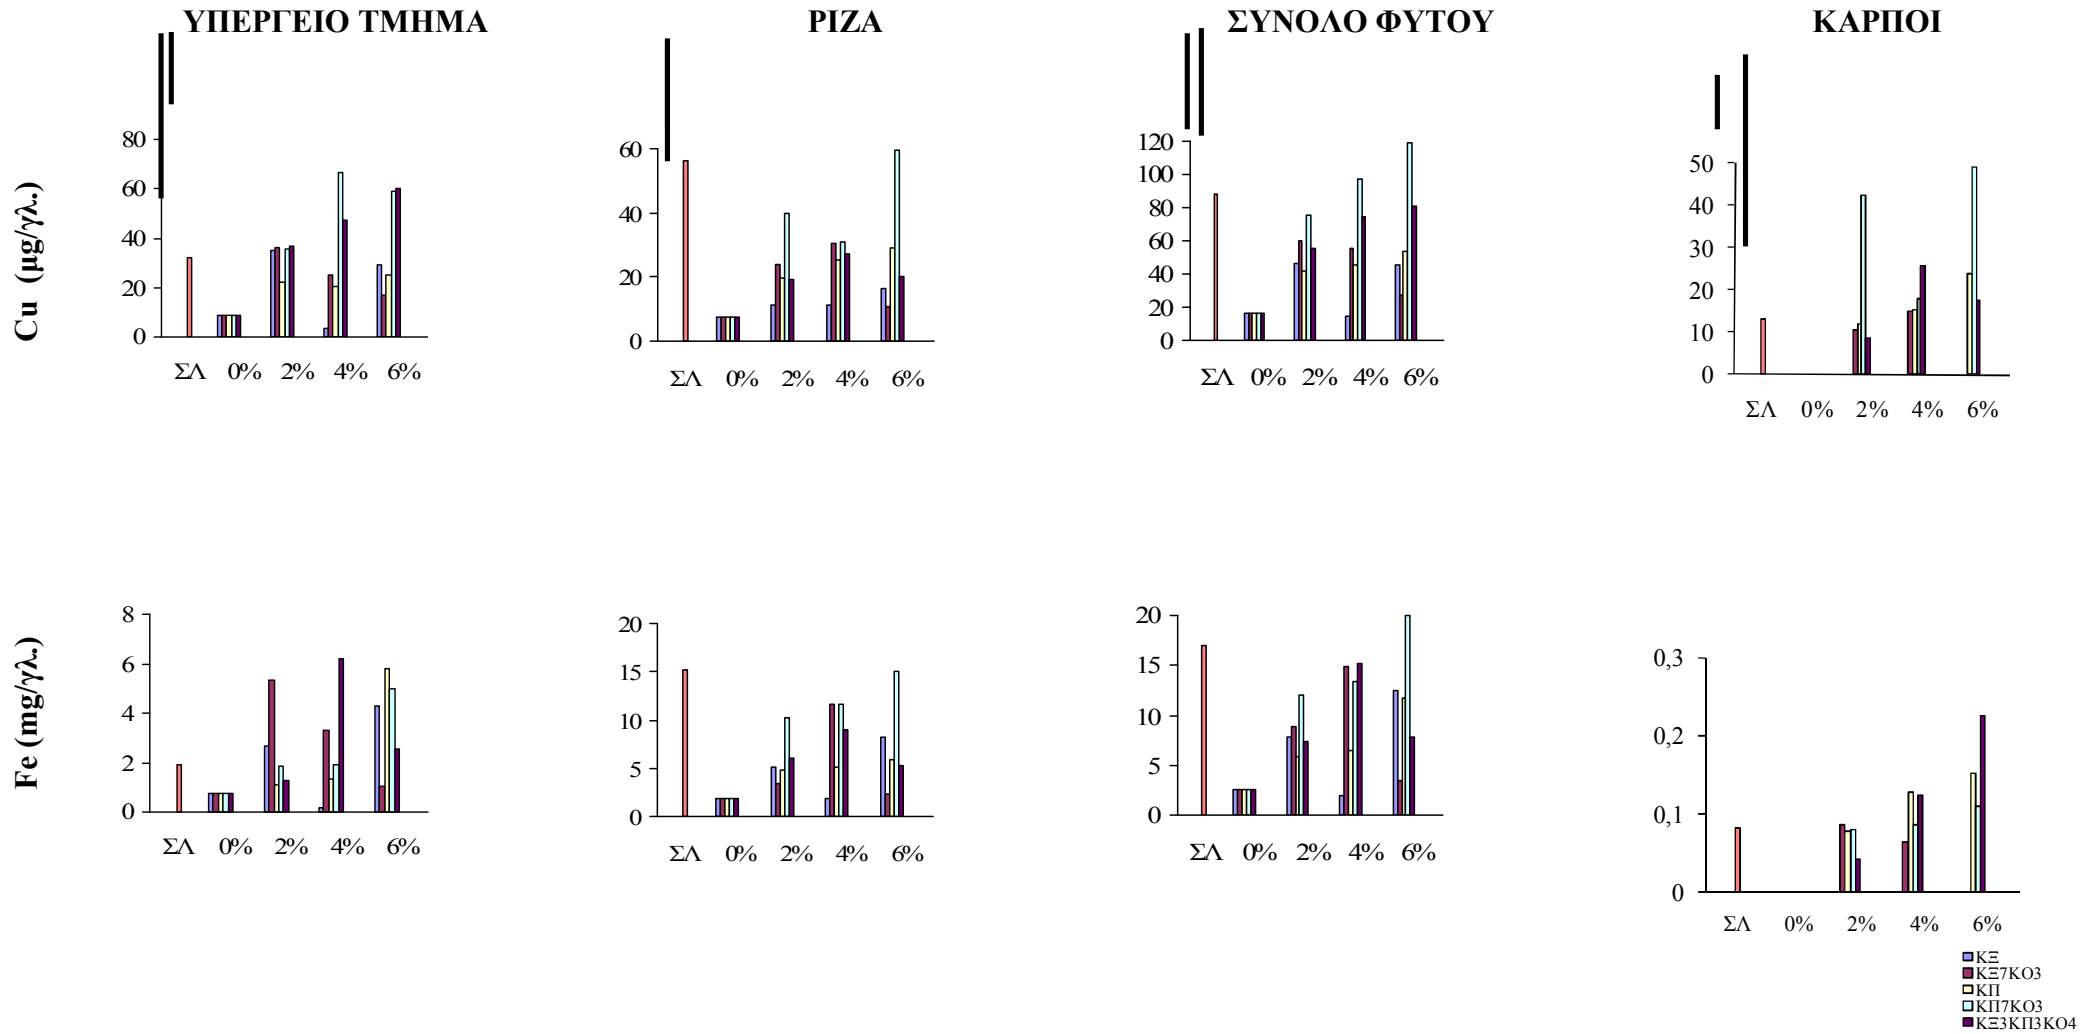 ΥΠΕΡΓΕΙΟ ΤΜΗΜΑ ΡΙΖΑ ΣΥΝΟΛΟ ΦΥΤΟΥ ΚΑΡΠΟΙ
Cu (μg/γλ.)
80
60
40
20
0
ΣΛ 0% 2% 4% 6%
60
40
20
0
ΣΛ 0% 2% 4% 6%
120
100
80
60
40
20
0
ΣΛ 0% 2% 4% 6%
50
40
30
20
10
0
ΣΛ 0% 2% 4% 6%
Fe (mg/γλ.)
8
6
4
2
0
ΣΛ 0% 2% 4% 6%
20
15
10
5
0
ΣΛ 0% 2% 4% 6%
20
15
10
5
0
ΣΛ 0% 2% 4% 6%
0,3
0,2
0,1
0
ΣΛ 0% 2% 4% 6%
ΚΞ
ΚΞ7ΚΟ3
ΚΠ
ΚΠ7ΚΟ3
ΚΞ3ΚΠ3ΚΟ4